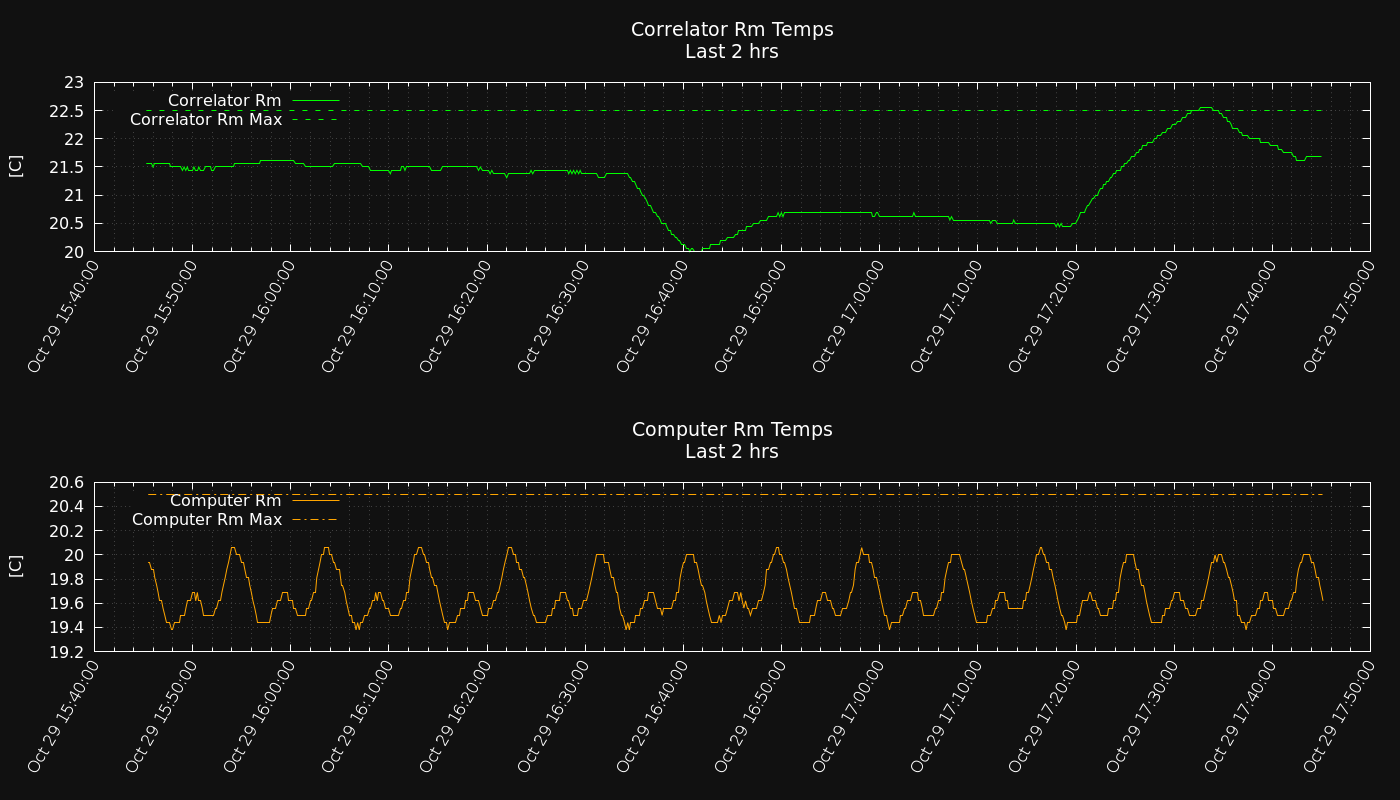 Correlator Rm Temps
Last 2 hrs
23
22.5
22
21.5
21
20.5
20
[C]
Correlator Rm
Correlator Rm Max
Oct 29 15:40:00
Oct 29 15:50:00
Oct 29 16:00:00
Oct 29 16:10:00
Oct 29 16:20:00
Oct 29 16:30:00
Oct 29 16:40:00
Oct 29 16:50:00
Oct 29 17:00:00
Oct 29 17:10:00
Oct 29 17:20:00
Oct 29 17:30:00
Oct 29 17:40:00
Oct 29 17:50:00
Computer Rm Temps
Last 2 hrs
20.6
20.4
20.2
20
19.8
19.6
19.4
19.2
[C]
Computer Rm
Computer Rm Max
Oct 29 15:40:00
Oct 29 15:50:00
Oct 29 16:00:00
Oct 29 16:10:00
Oct 29 16:20:00
Oct 29 16:30:00
Oct 29 16:40:00
Oct 29 16:50:00
Oct 29 17:00:00
Oct 29 17:10:00
Oct 29 17:20:00
Oct 29 17:30:00
Oct 29 17:40:00
Oct 29 17:50:00